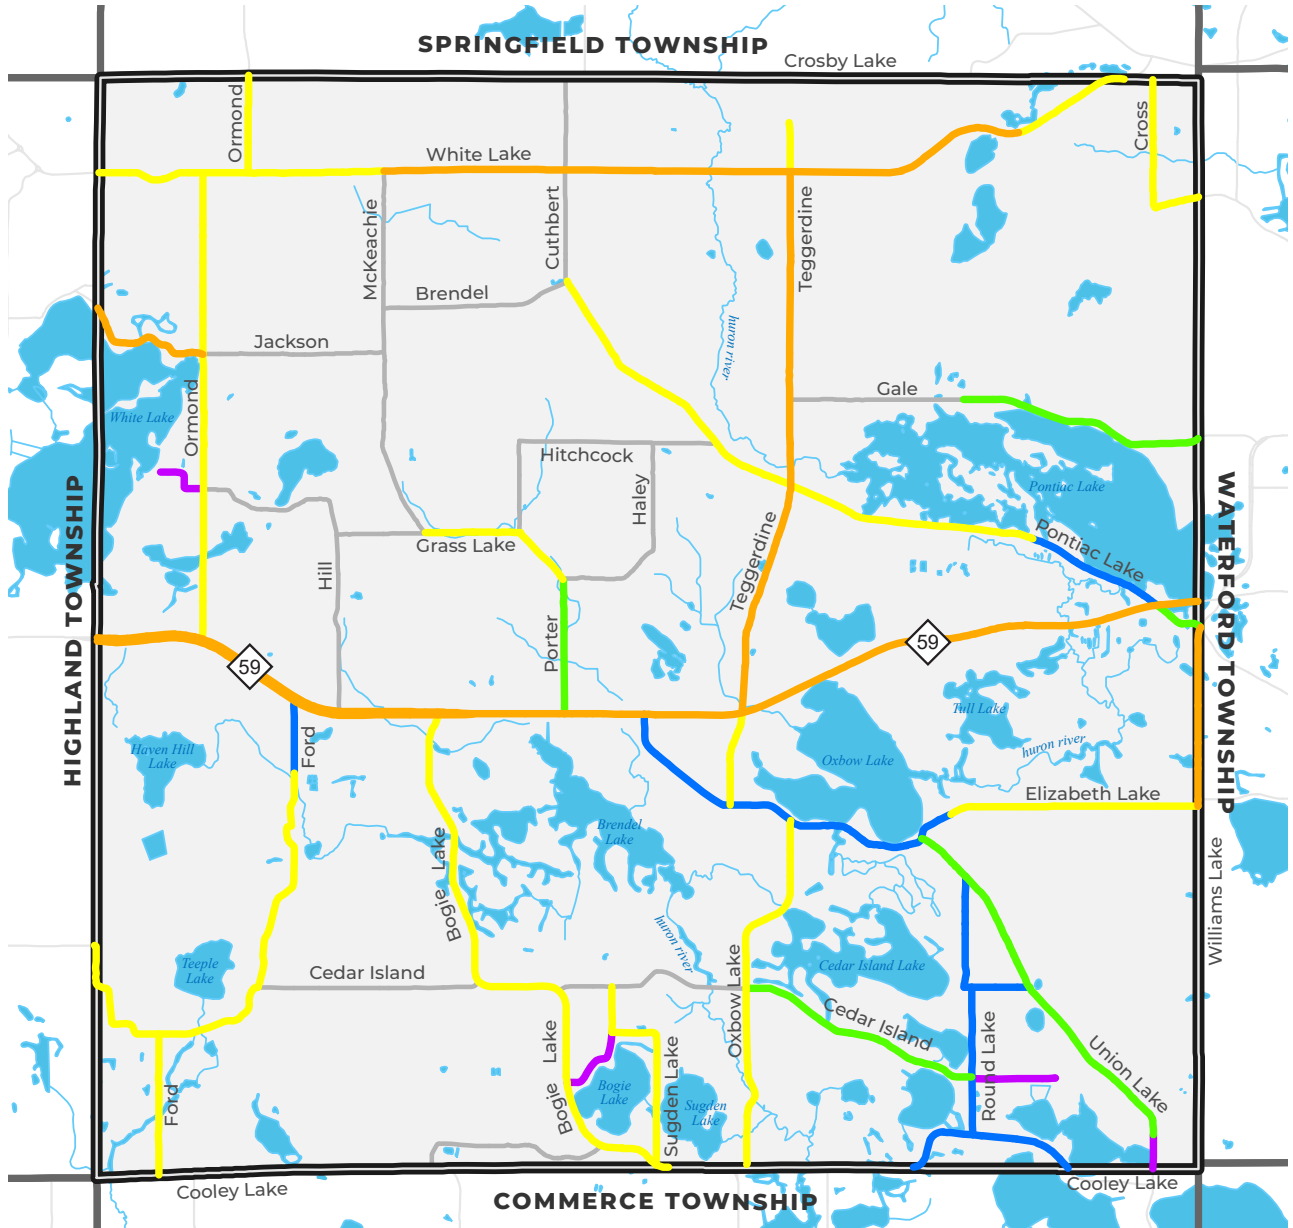 SPRINGFIELD TOWNSHIP
Crosby Lake
Ormond
Cross
White Lake
McKeachie
Cuthbert
Teggerdine
Brendel
huron river
Jackson
Gale
White Lake
Ormond
Hitchcock
Haley
Pontiac Lake
HIGHLAND TOWNSHIP
WATERFORD TOWNSHIP
Grass Lake
Pontiac Lake
Teggerdine
Hill
Porter
59
59
Tull Lake
Haven Hill
Lake
Ford
huron river
Oxbow Lake
Elizabeth Lake
Brendel
Lake
Bogie Lake
Williams Lake
huron river
Teeple
Lake
Cedar Island
Cedar Island Lake
Oxbow Lake
Cedar Island
Bogie Lake
Sugden Lake
Round Lake
Union Lake
Ford
Bogie
Lake
Sugden
Lake
Cooley Lake
Cooley Lake
COMMERCE TOWNSHIP